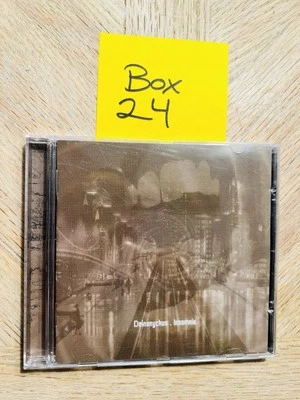 Box
24
Deinonychus . Insomnia